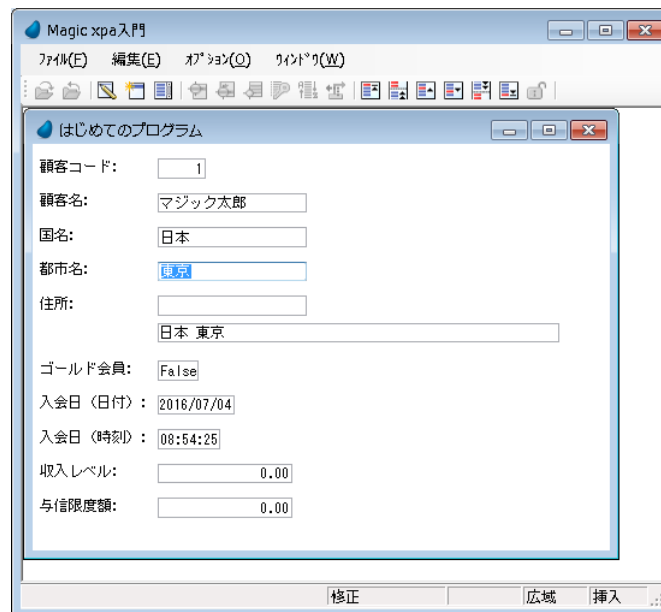 Magic xpa入門
ﾌｧｲﾙ(F) 編集(E) ｵﾌﾟｼｮﾝ(O) ｳｨﾝﾄﾞｳ(W)
はじめてのプログラム
顧客コード: 1
顧客名: マジック太郎
国名: 日本
都市名: 東京
住所:
日本 東京
ゴールド会員: False
入会日（日付）: 2016/07/04
入会日（時刻）: 08:54:25
収入レベル: 0.00
与信限度額: 0.00
修正 広域 挿入